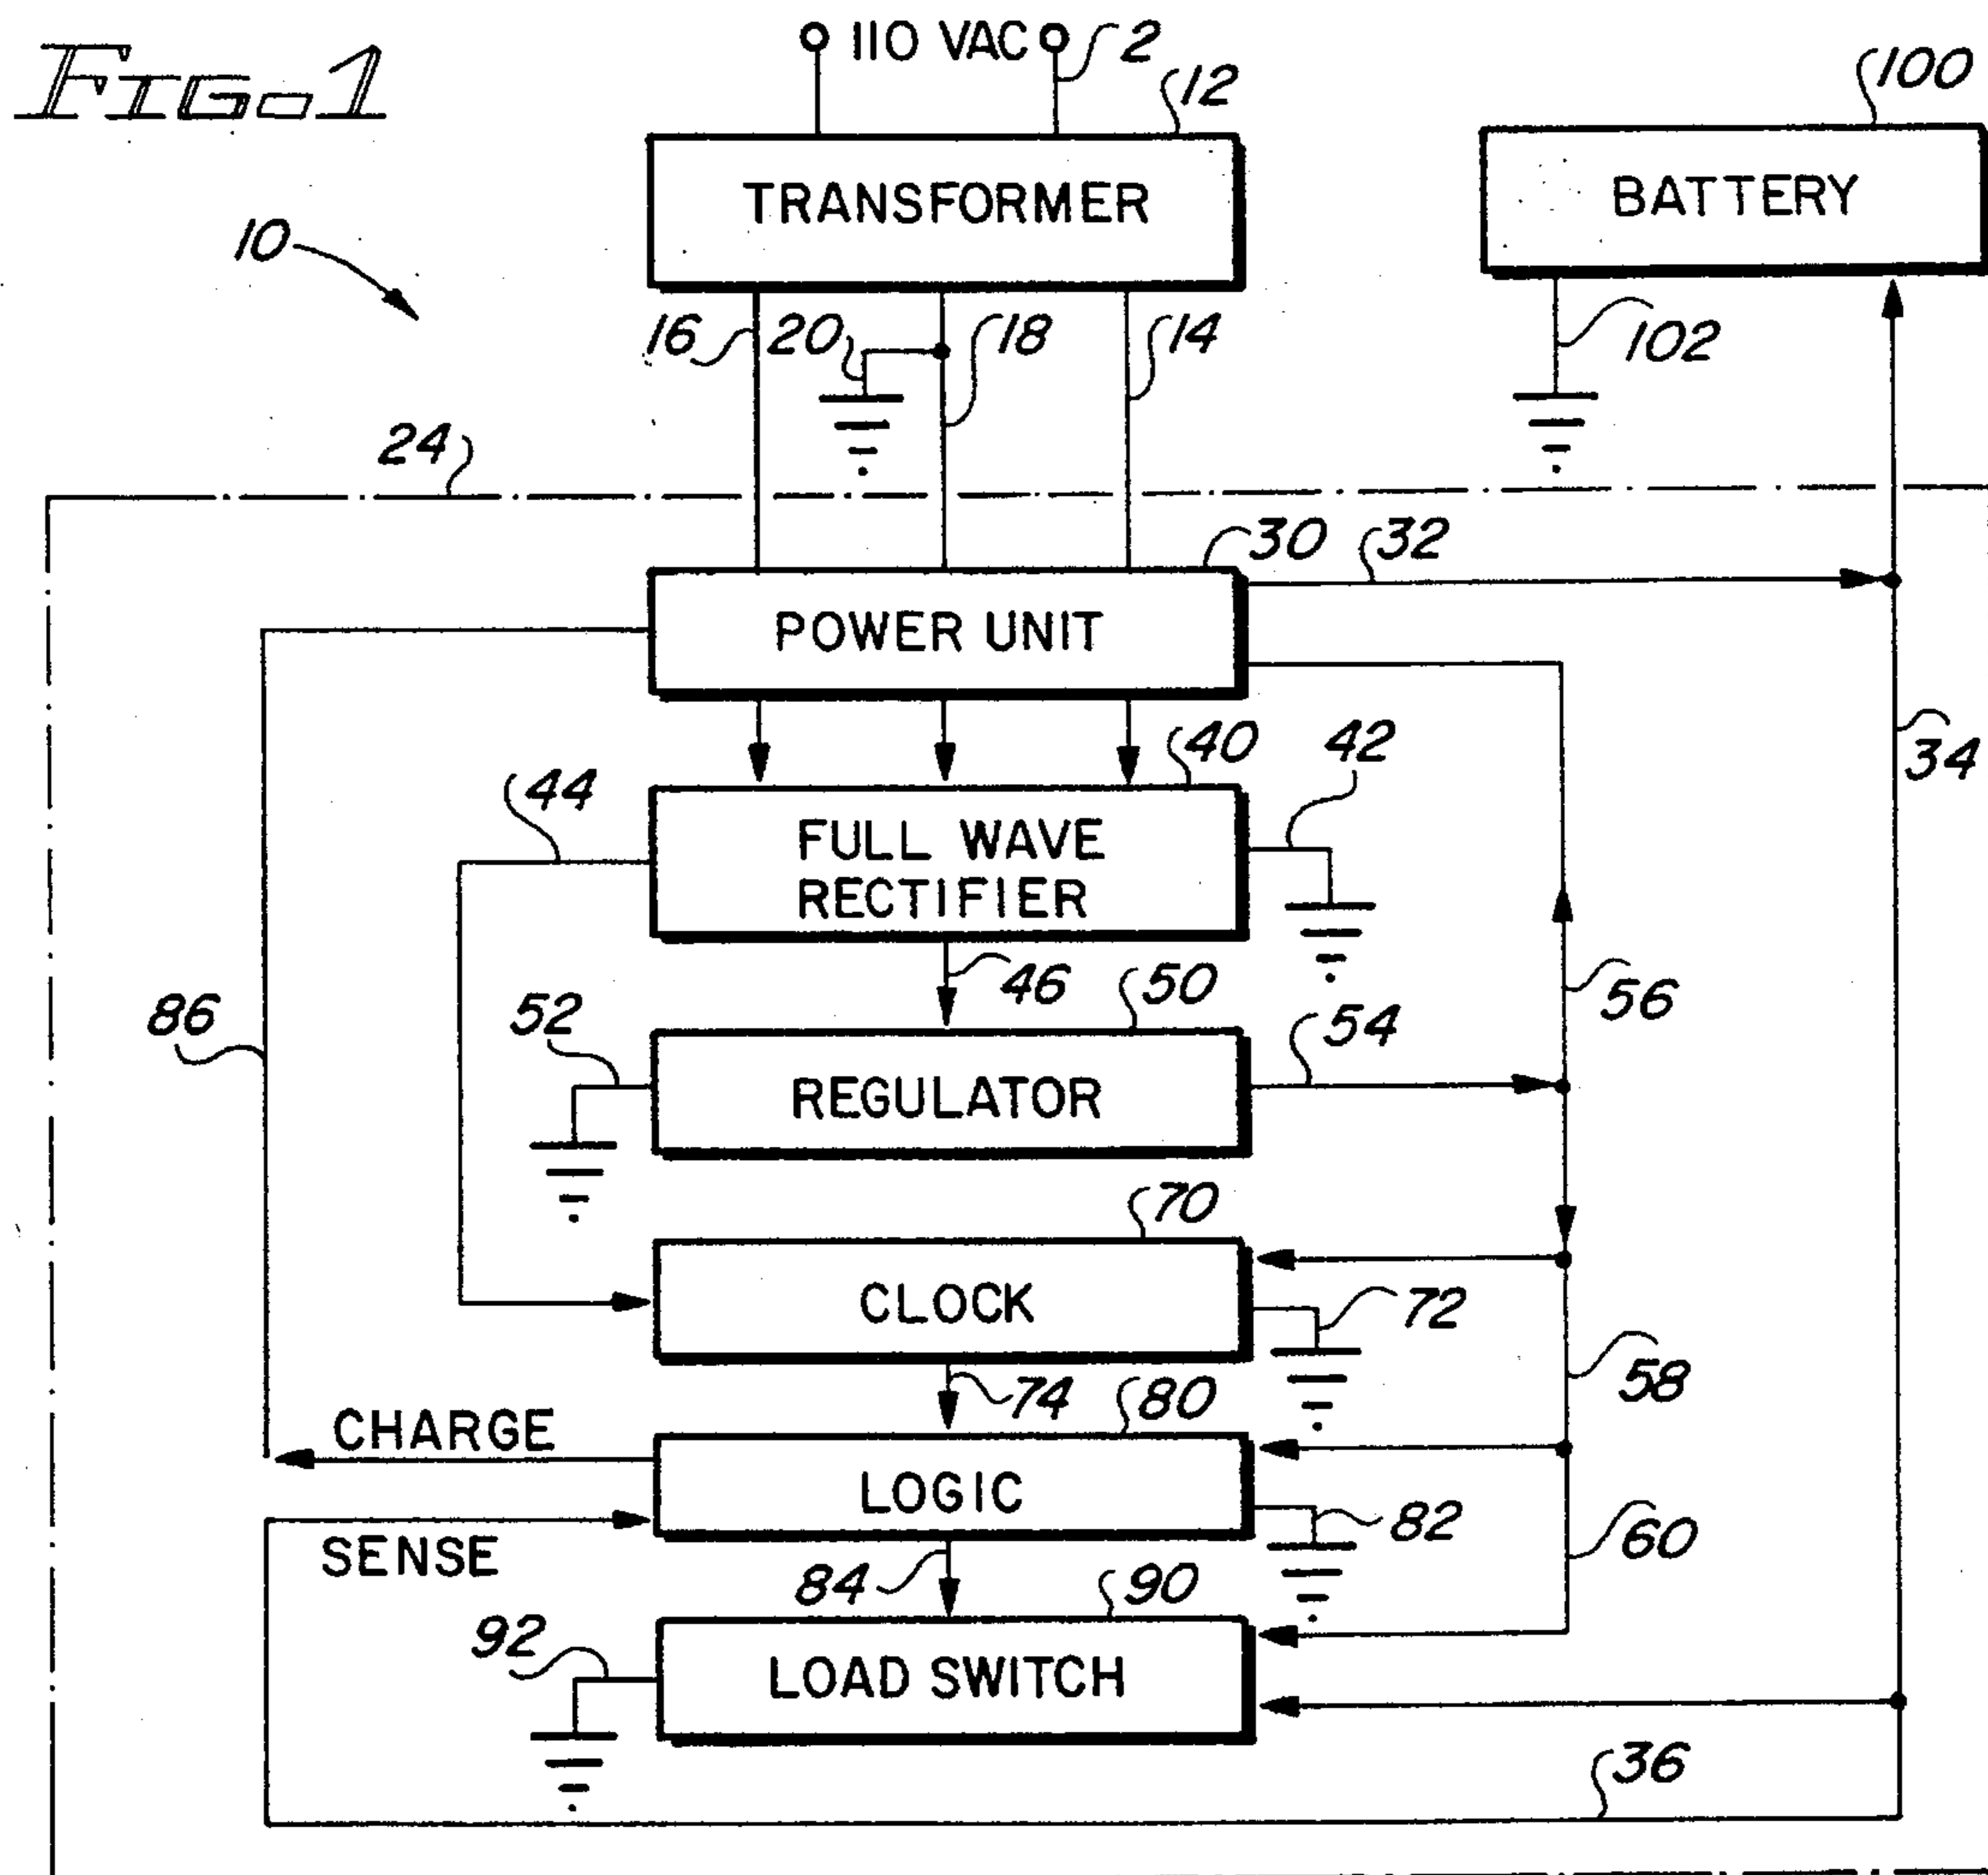 FIG. 1
110 VAC 2
12
100
TRANSFORMER
BATTERY
10
16 20 18 14
102
24
30 32
POWER UNIT
34
40 42
44
FULL WAVE
RECTIFIER
46 50
56
86
52
54
REGULATOR
70
CLOCK
72
58
74 80
CHARGE
LOGIC
82
60
SENSE
84 90
92
LOAD SWITCH
36